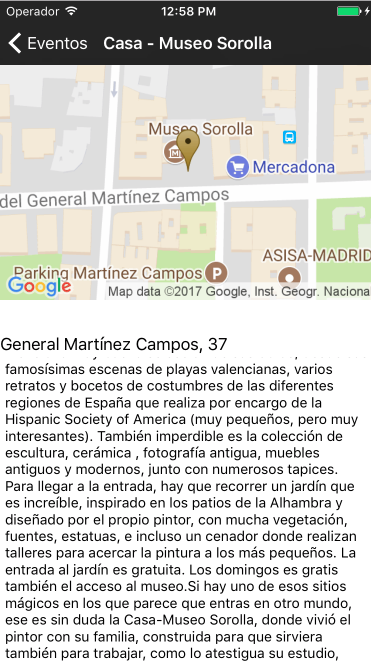 Operador 12:58 PM
Eventos Casa - Museo Sorolla
Museo Sorolla
Mercadona
del General Martínez Campos
ASISA-MADRID
Parking Martínez Campos P
Google Map data ©2017 Google, Inst. Geogr. Naciona
General Martínez Campos, 37
famosísimas escenas de playas valencianas, varios
retratos y bocetos de costumbres de las diferentes
regiones de España que realiza por encargo de la
Hispanic Society of America (muy pequeños, pero muy
interesantes). También imperdible es la colección de
escultura, cerámica , fotografía antigua, muebles
antiguos y modernos, junto con numerosos tapices.
Para llegar a la entrada, hay que recorrer un jardín que
es increíble, inspirado en los patios de la Alhambra y
diseñado por el propio pintor, con mucha vegetación,
fuentes, estatuas, e incluso un cenador donde realizan
talleres para acercar la pintura a los más pequeños. La
entrada al jardín es gratuita. Los domingos es gratis
también el acceso al museo.Si hay uno de esos sitios
mágicos en los que parece que entras en otro mundo,
ese es sin duda la Casa-Museo Sorolla, donde vivió el
pintor con su familia, construida para que sirviera
también para trabajar, como lo atestigua su estudio,